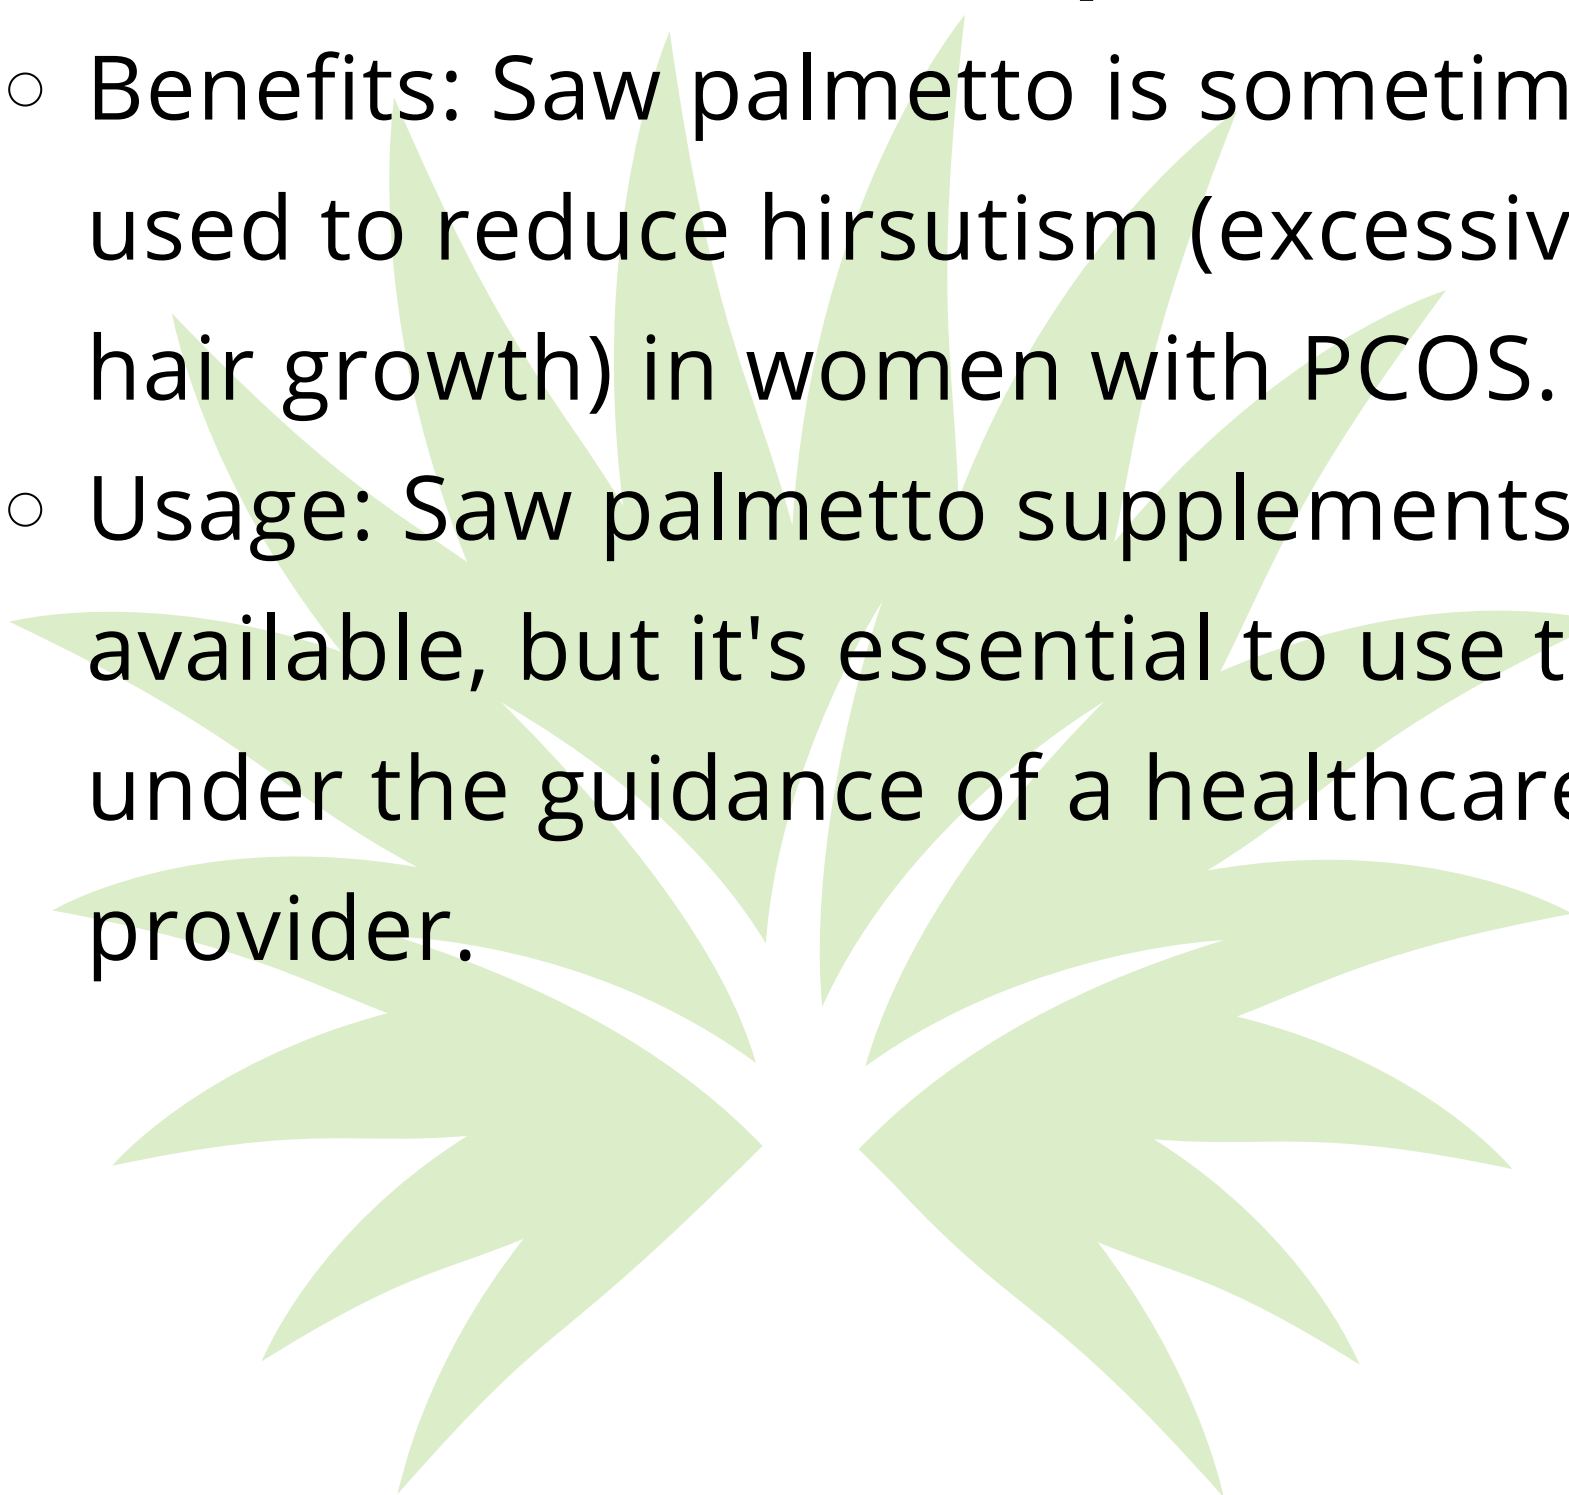 Benefits: Saw palmetto is sometim
used to reduce hirsutism (excessiv
hair growth) in women with PCOS.
Usage: Saw palmetto supplements
available, but it's essential to use t
under the guidance of a healthcare
provider.